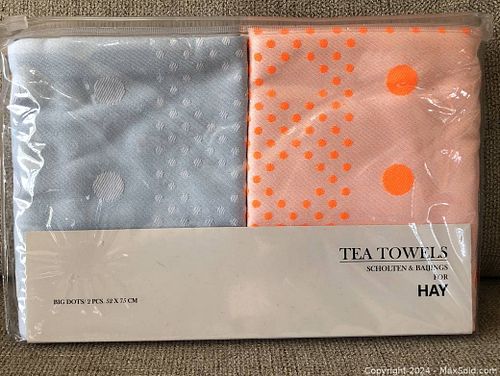 TEA TOWELS
SCHOLTEN & BAIJINGS
FOR
HAY
BIG DOTS/ 2 PCS. 52 X 75 CM
Copyright 2024 - MaxSold.com